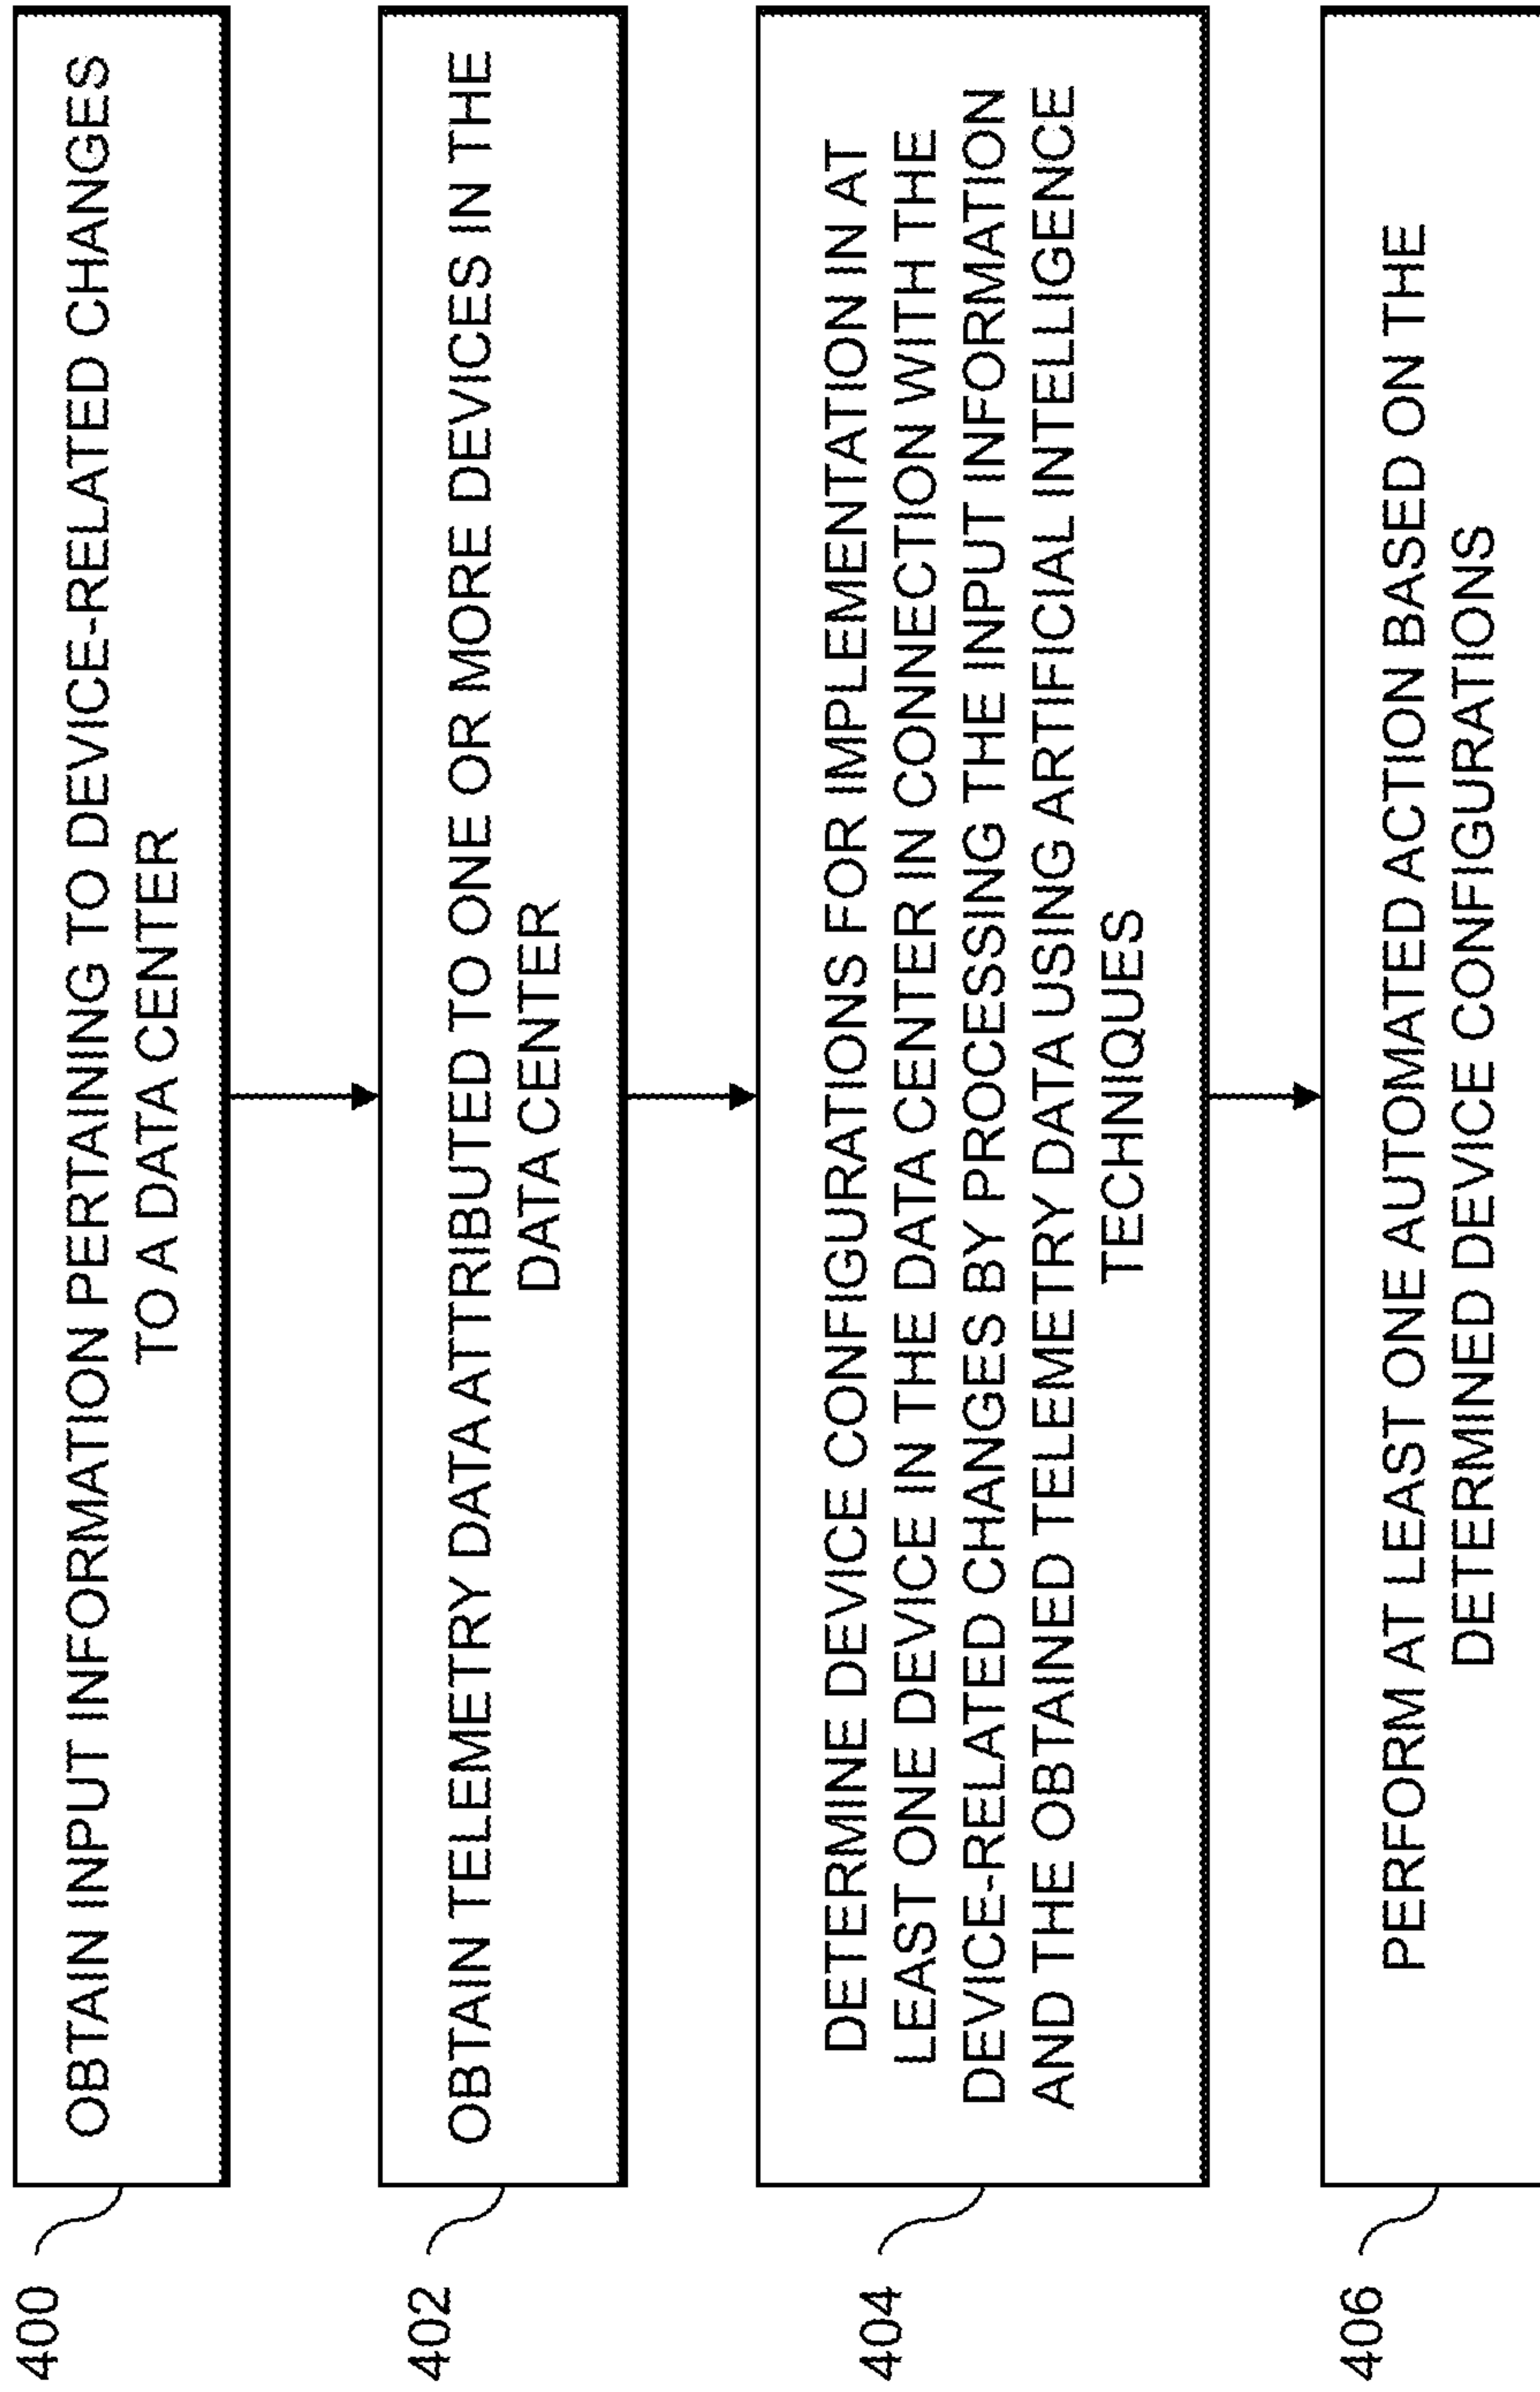 400
OBTAIN INPUT INFORMATION PERTAINING TO DEVICE-RELATED CHANGES
TO A DATA CENTER
402
OBTAIN TELEMETRY DATA ATTRIBUTED TO ONE OR MORE DEVICES IN THE
DATA CENTER
404
DETERMINE DEVICE CONFIGURATIONS FOR IMPLEMENTATION IN AT
LEAST ONE DEVICE IN THE DATA CENTER IN CONNECTION WITH THE
DEVICE-RELATED CHANGES BY PROCESSING THE INPUT INFORMATION
AND THE OBTAINED TELEMETRY DATA USING ARTIFICIAL INTELLIGENCE
TECHNIQUES
406
PERFORM AT LEAST ONE AUTOMATED ACTION BASED ON THE
DETERMINED DEVICE CONFIGURATIONS